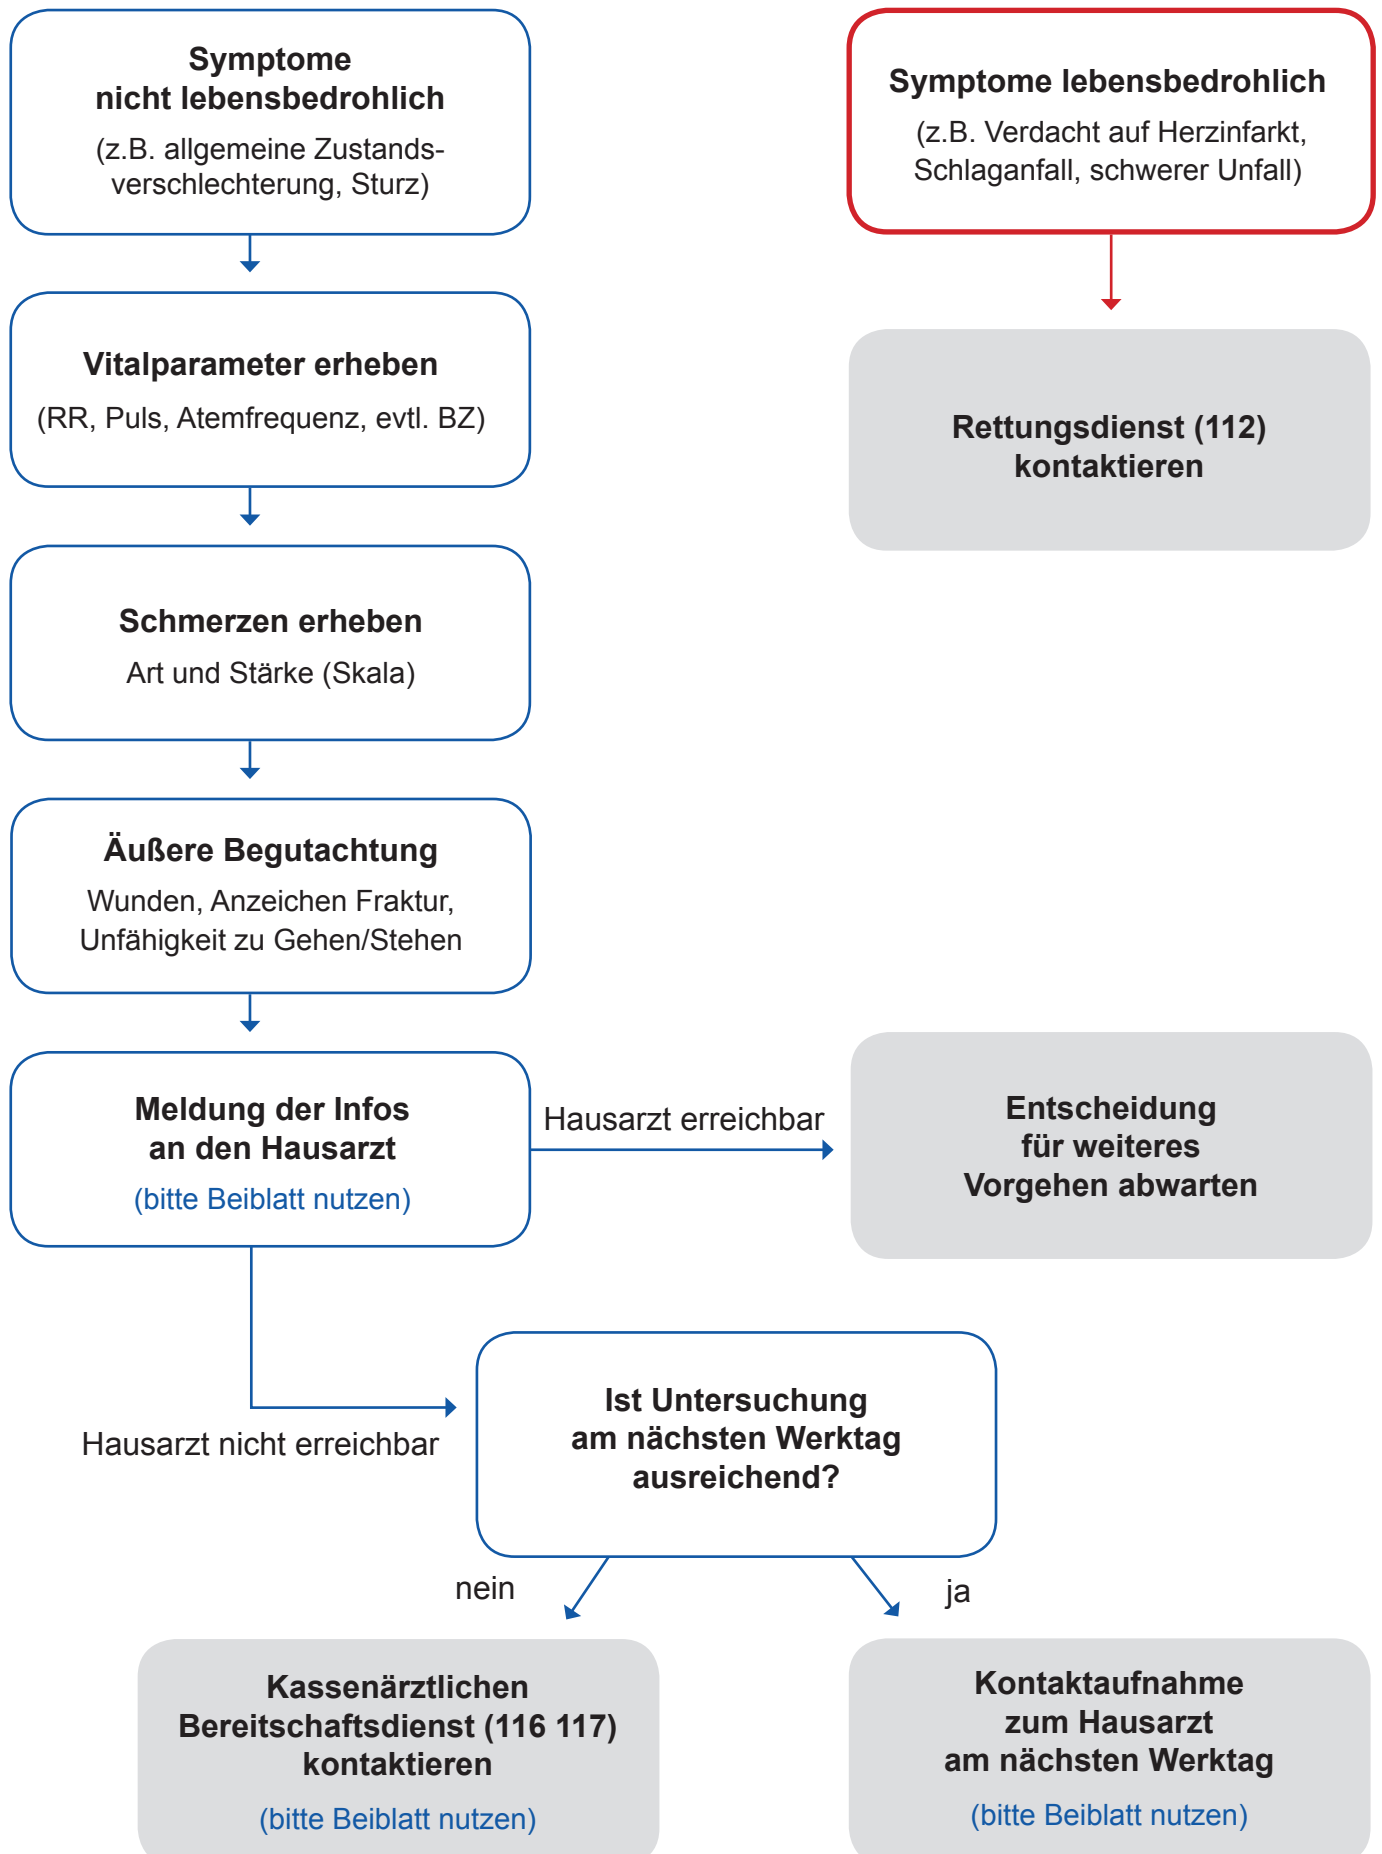 Symptome
nicht lebensbedrohlich
(z.B. allgemeine Zustands-
verschlechterung, Sturz)
Symptome lebensbedrohlich
(z.B. Verdacht auf Herzinfarkt,
Schlaganfall, schwerer Unfall)
Vitalparameter erheben
(RR, Puls, Atemfrequenz, evtl. BZ)
Rettungsdienst (112)
kontaktieren
Schmerzen erheben
Art und Stärke (Skala)
Äußere Begutachtung
Wunden, Anzeichen Fraktur,
Unfähigkeit zu Gehen/Stehen
Meldung der Infos
an den Hausarzt
(bitte Beiblatt nutzen)
Hausarzt erreichbar
Entscheidung
für weiteres
Vorgehen abwarten
Hausarzt nicht erreichbar
Ist Untersuchung
am nächsten Werktag
ausreichend?
nein
ja
Kassenärztlichen
Bereitschaftsdienst (116 117)
kontaktieren
(bitte Beiblatt nutzen)
Kontaktaufnahme
zum Hausarzt
am nächsten Werktag
(bitte Beiblatt nutzen)